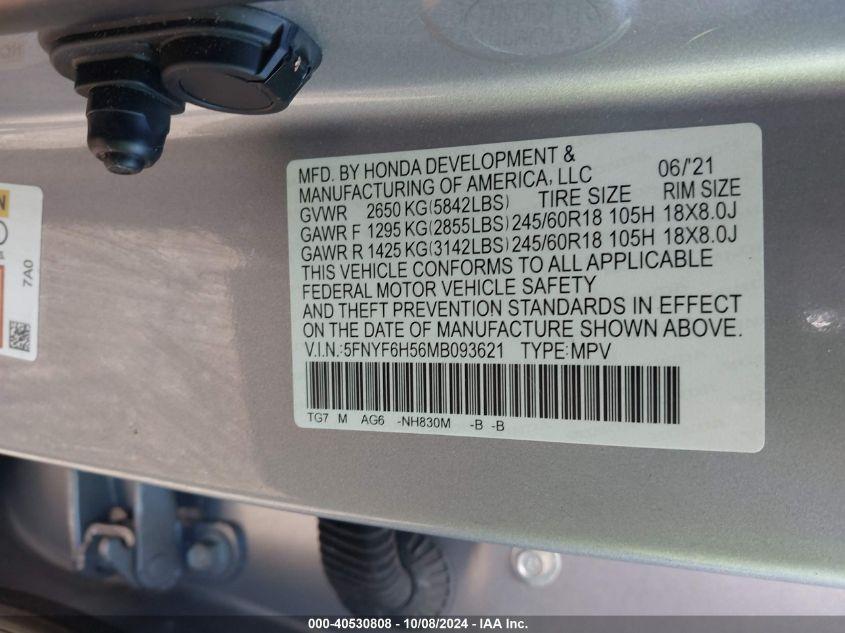 MFD. BY HONDA DEVELOPMENT & 06/'21
MANUFACTURING OF AMERICA, LLC
GVWR 2650 KG(5842LBS) TIRE SIZE RIM SIZE
GAWR F 1295 KG(2855LBS) 245/60R18 105H 18X8.0J
GAWR R 1425 KG(3142LBS) 245/60R18 105H 18X8.0J
THIS VEHICLE CONFORMS TO ALL APPLICABLE
FEDERAL MOTOR VEHICLE SAFETY
AND THEFT PREVENTION STANDARDS IN EFFECT
ON THE DATE OF MANUFACTURE SHOWN ABOVE.
V.I.N.:5FNYF6H56MB093621 TYPE:MPV
TG7 M AG6 -NH830M -B -B
7A0
000-40530808 - 10/08/2024 - IAA Inc.